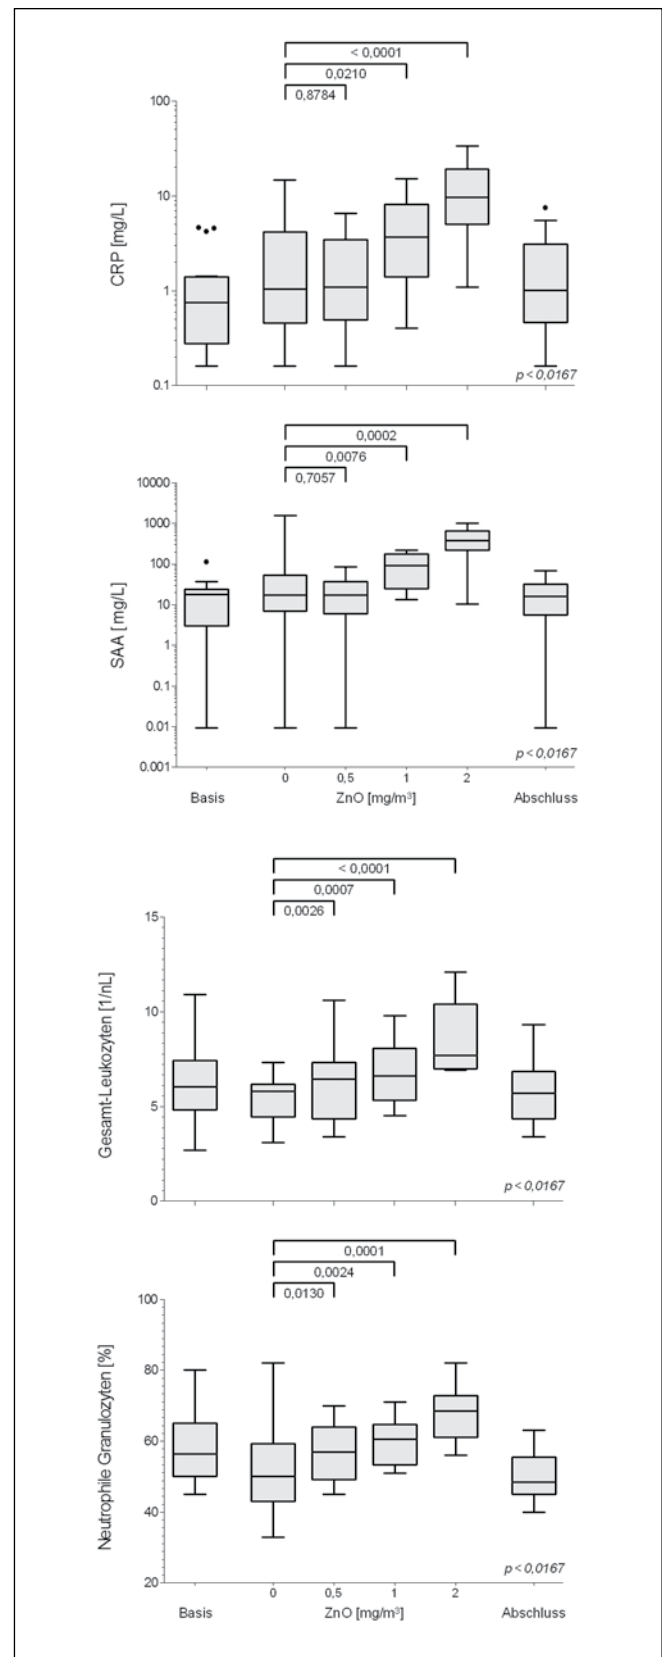 < 0,0001
0,0210
0,8784
100
10
1
0.1
CRP [mg/L]
p < 0,0167
0,0002
0,0076
0,7057
10000
1000
100
10
1
0.1
0.01
0.001
SAA [mg/L]
p < 0,0167
0 0,5 1 2
Basis ZnO [mg/m³] Abschluss
< 0,0001
0,0007
0,0026
15
10
5
0
Gesamt-Leukozyten [1/nL]
p < 0,0167
0,0001
0,0024
0,0130
100
80
60
40
20
Neutrophile Granulozyten [%]
p < 0,0167
0 0,5 1 2
Basis ZnO [mg/m³] Abschluss